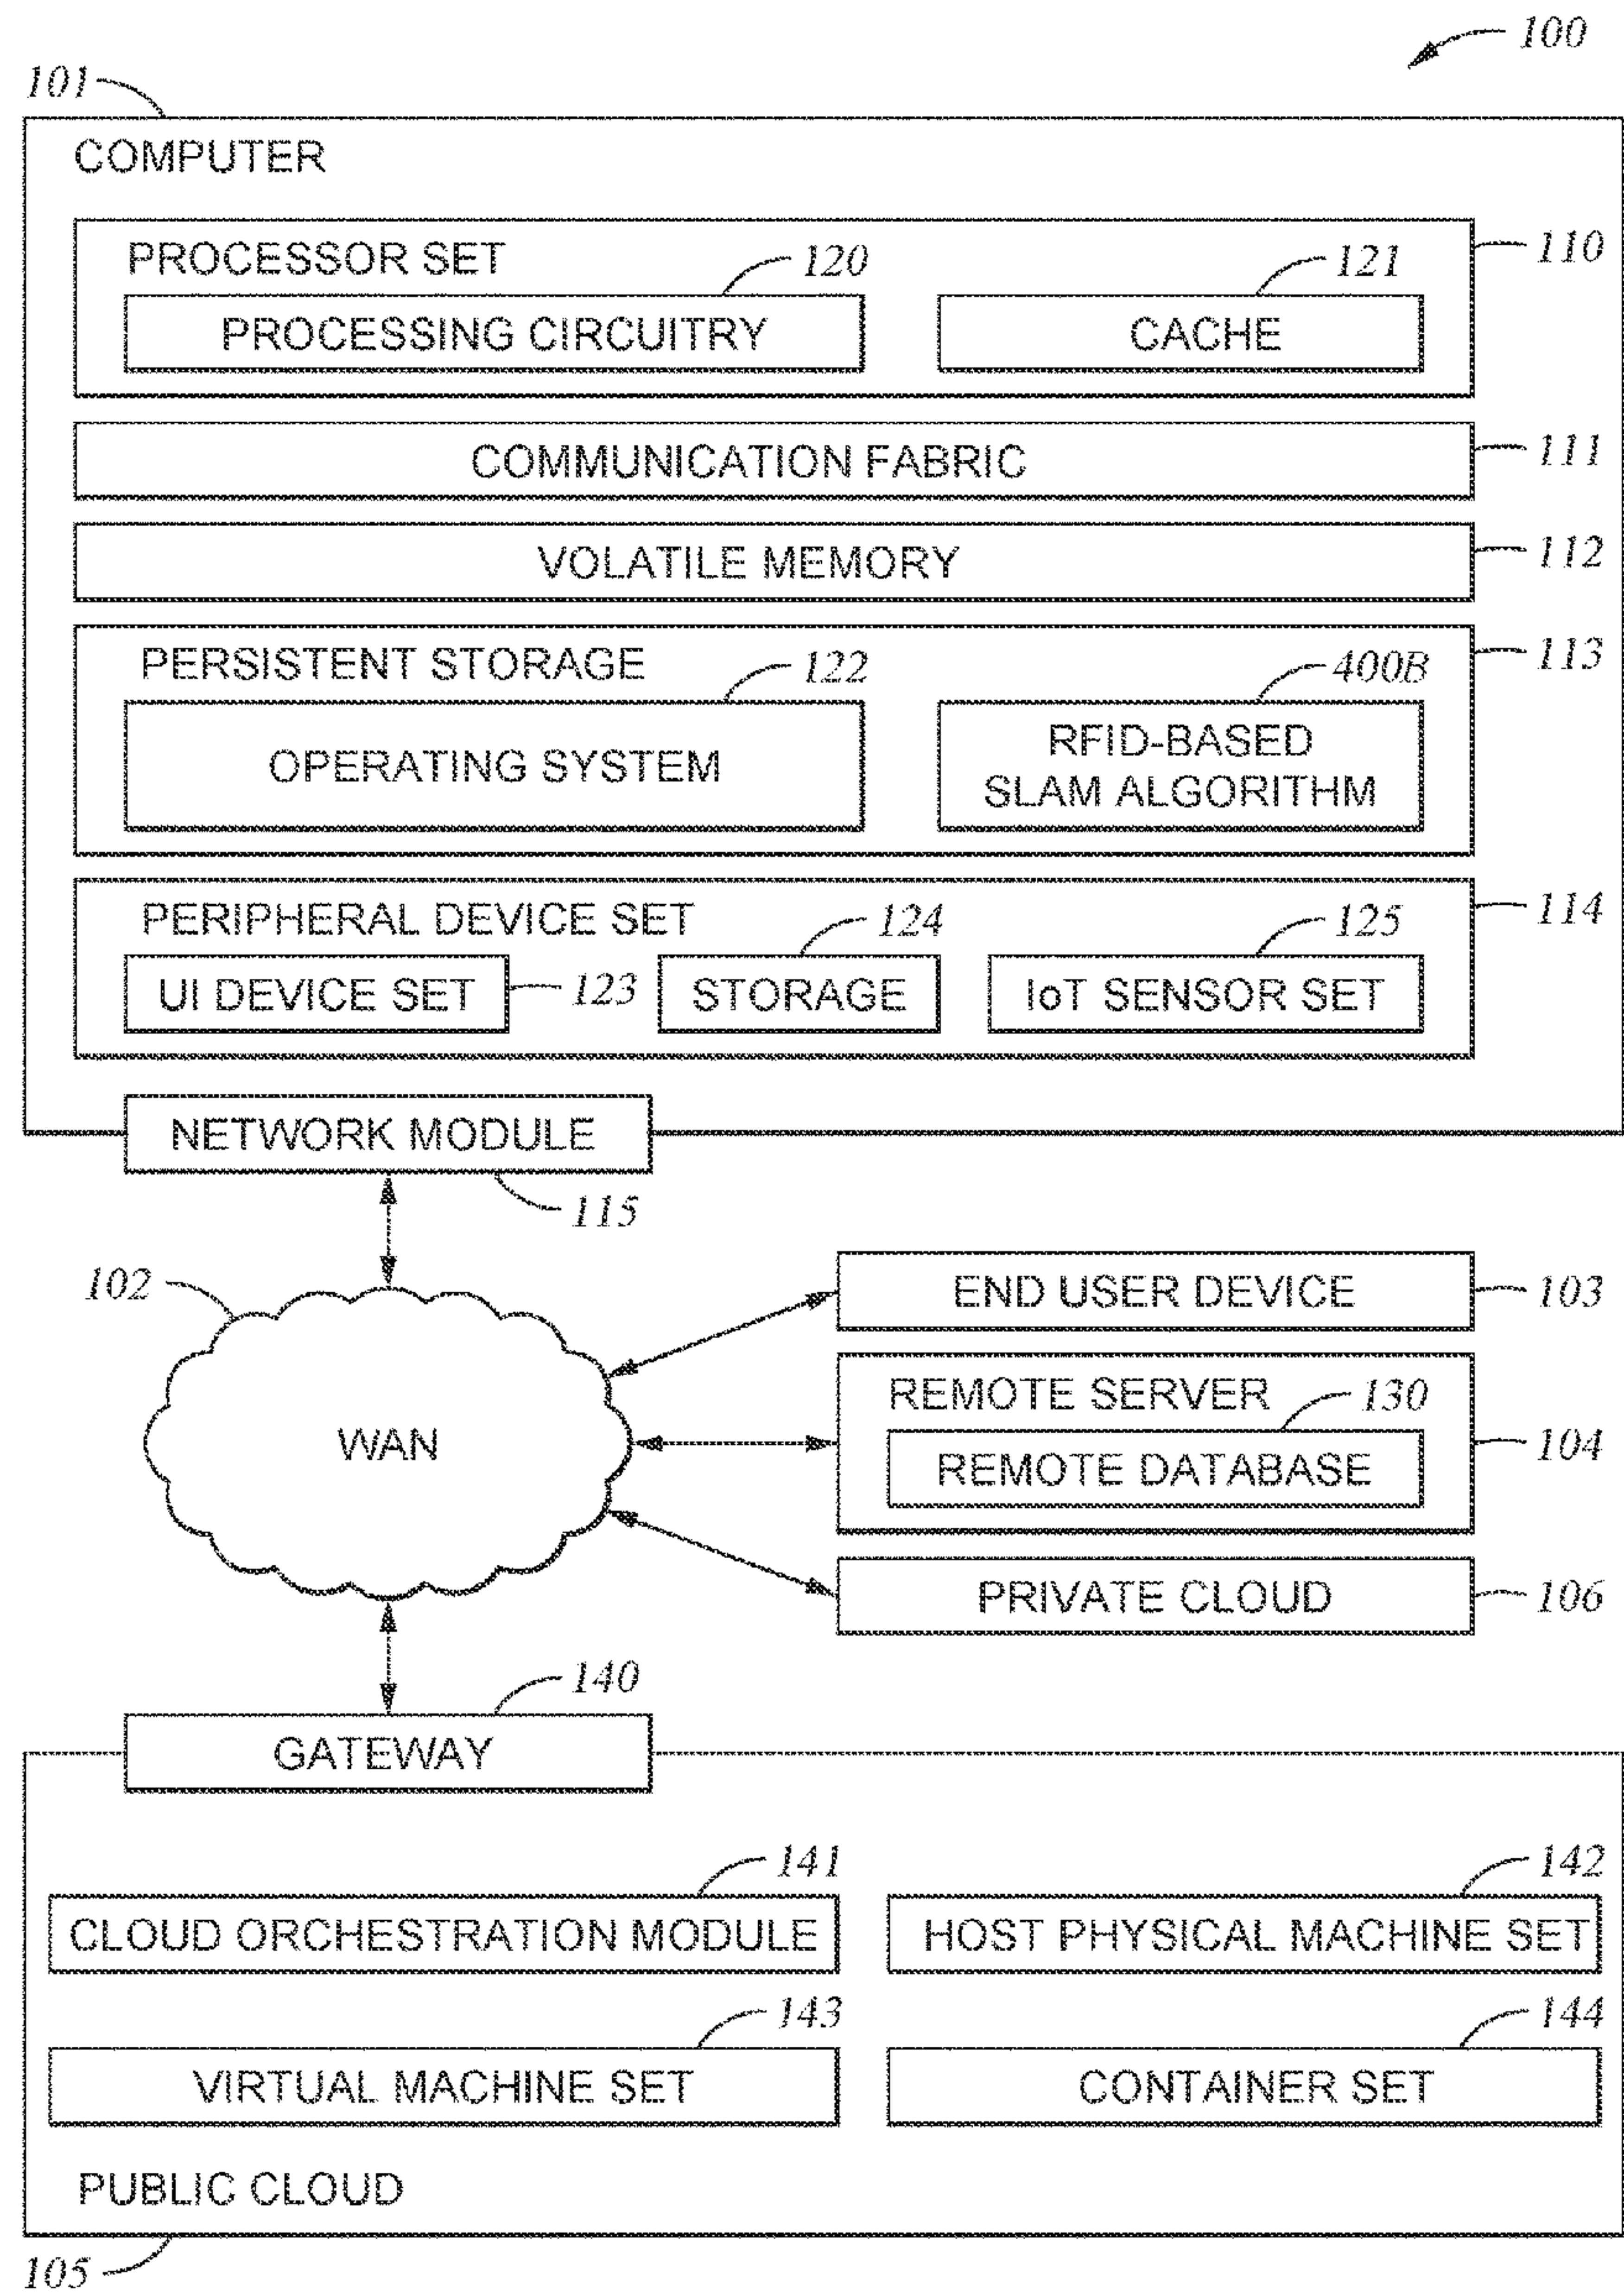 100
101
COMPUTER
PROCESSOR SET
110
120
121
PROCESSING CIRCUITRY
CACHE
COMMUNICATION FABRIC
111
VOLATILE MEMORY
112
PERSISTENT STORAGE
113
122
400B
OPERATING SYSTEM
RFID-BASED
SLAM ALGORITHM
PERIPHERAL DEVICE SET
114
124
125
UI DEVICE SET
123
STORAGE
IoT SENSOR SET
NETWORK MODULE
115
102
WAN
END USER DEVICE
103
REMOTE SERVER
130
104
REMOTE DATABASE
PRIVATE CLOUD
106
140
GATEWAY
141
142
CLOUD ORCHESTRATION MODULE
HOST PHYSICAL MACHINE SET
143
144
VIRTUAL MACHINE SET
CONTAINER SET
PUBLIC CLOUD
105